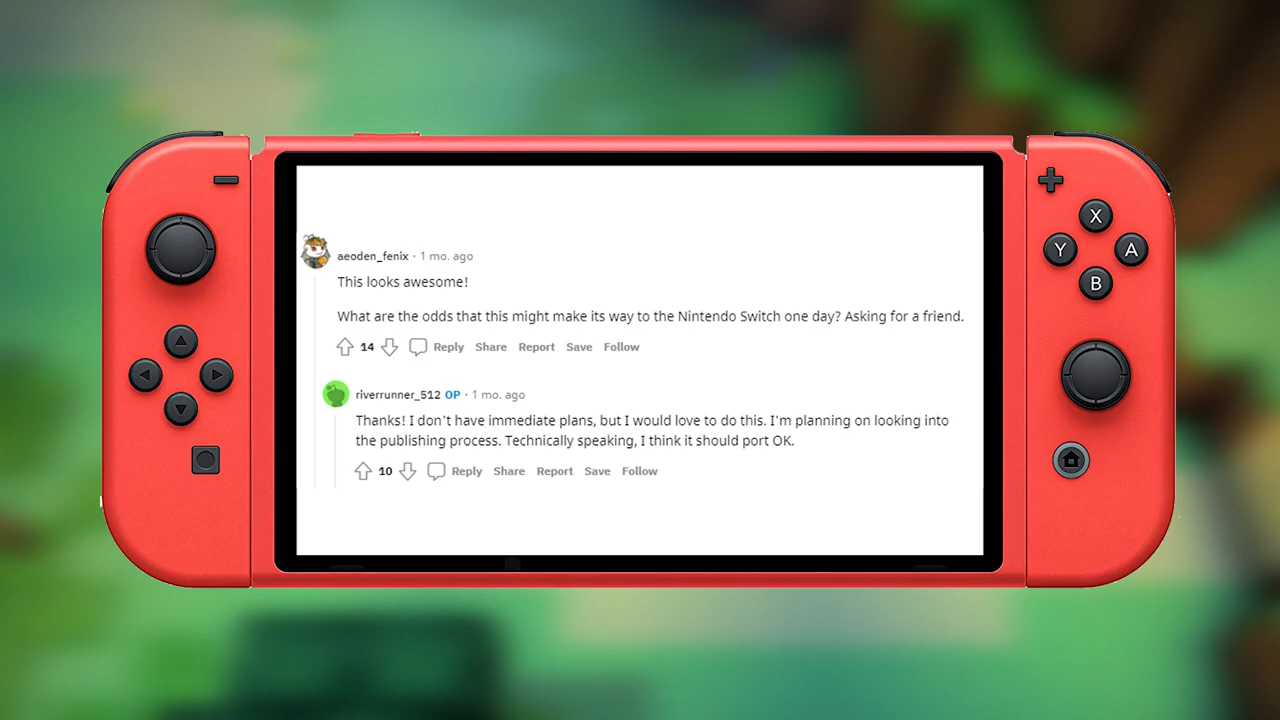 aeoden_fenix · 1 mo. ago
This looks awesome!
What are the odds that this might make its way to the Nintendo Switch one day? Asking for a friend.
14 Reply Share Report Save Follow
riverrunner_512 OP · 1 mo. ago
Thanks! I don't have immediate plans, but I would love to do this. I'm planning on looking into
the publishing process. Technically speaking, I think it should port OK.
10 Reply Share Report Save Follow
X
Y
A
B